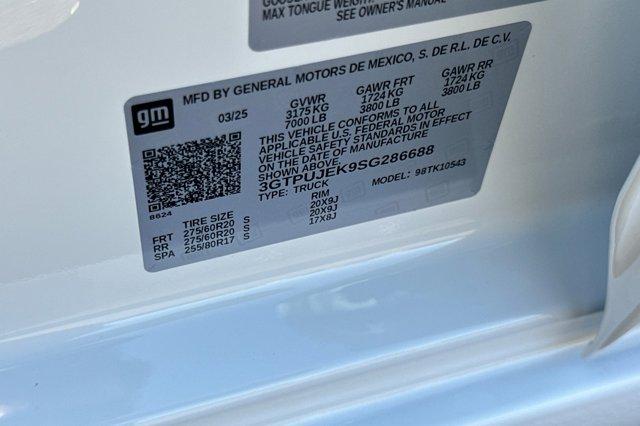 MAX TONGUE WEIGHT
SEE OWNER'S MANUAL
MFD BY GENERAL MOTORS DE MEXICO, S. DE R.L. DE C.V.
gm
03/25 GVWR GAWR FRT GAWR RR
3175 KG 1724 KG 1724 KG
7000 LB 3800 LB 3800 LB
THIS VEHICLE CONFORMS TO ALL
APPLICABLE U.S. FEDERAL MOTOR
VEHICLE SAFETY STANDARDS IN EFFECT
ON THE DATE OF MANUFACTURE
SHOWN ABOVE.
3GTPUJEK9SG286688
TYPE: TRUCK MODEL: 98TK10543
8624
TIRE SIZE RIM
FRT 275/60R20 S 20X9J
RR 275/60R20 S 20X9J
SPA 255/80R17 S 17X8J